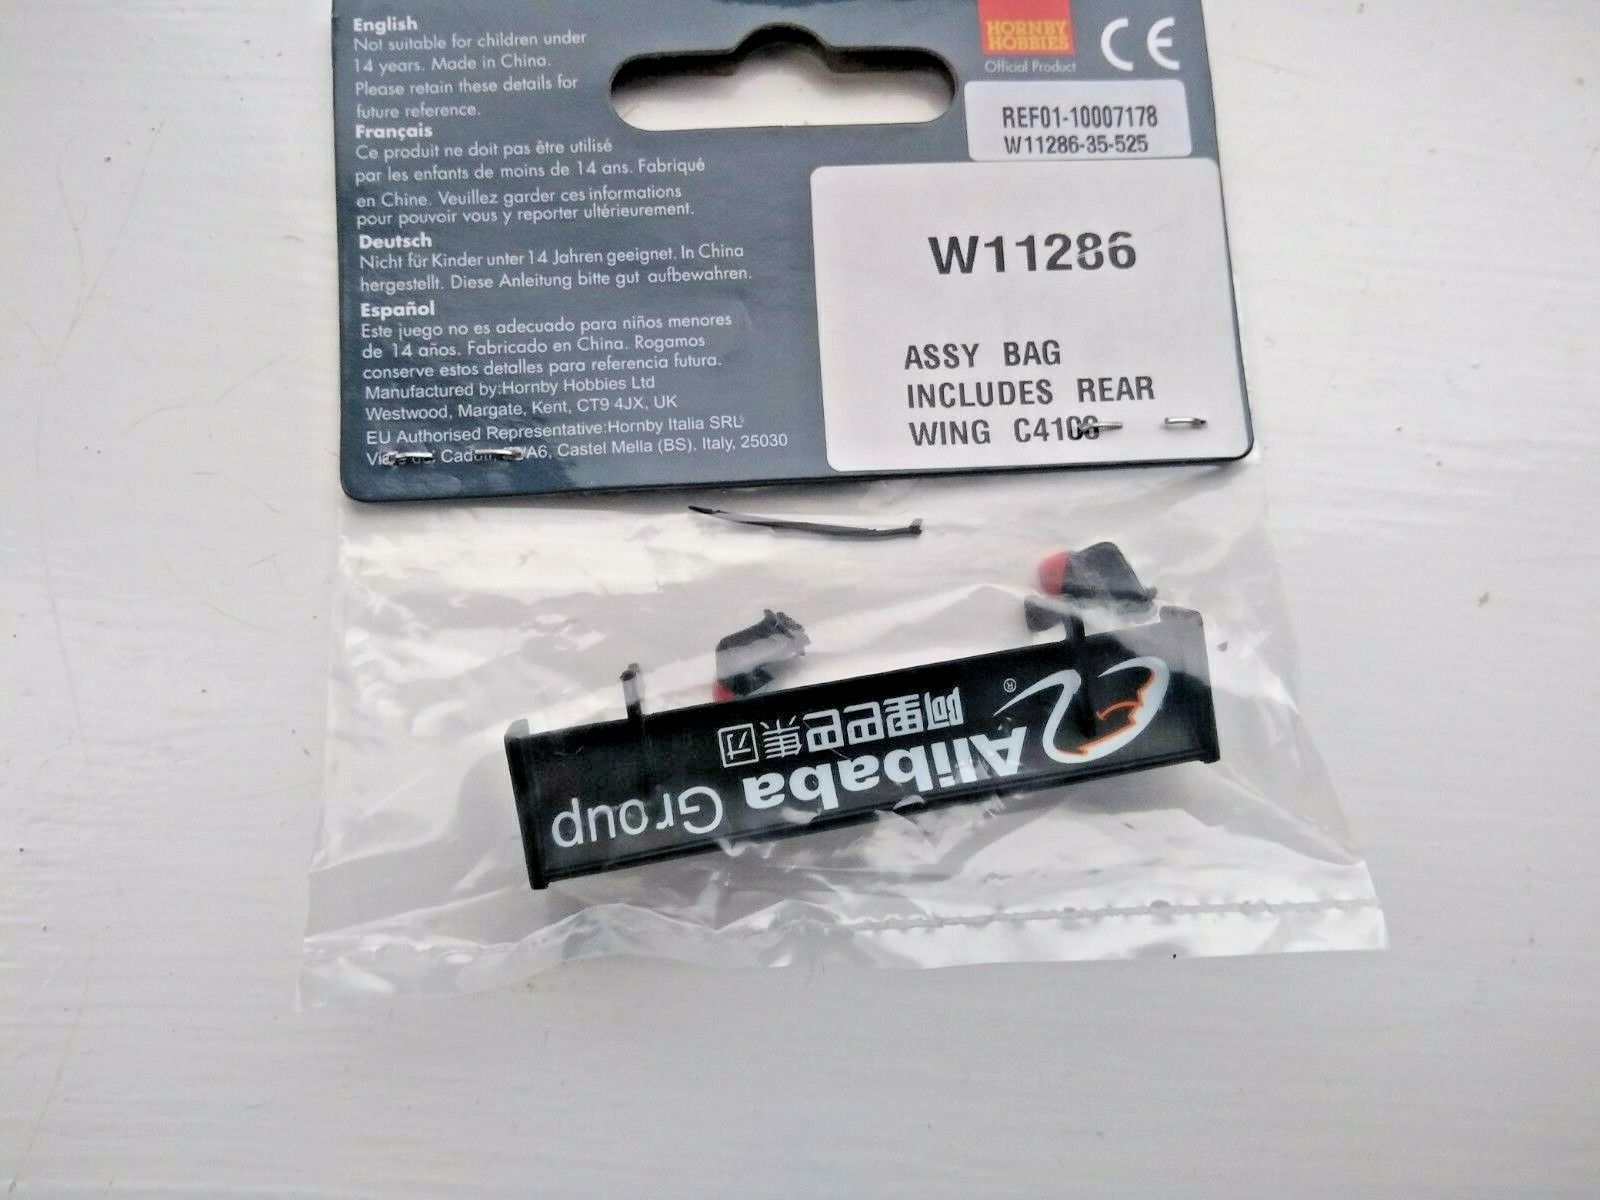 English
Not suitable for children under
14 years. Made in China.
Please retain these details for
future reference.
Français
Ce produit ne doit pas être utilisé
par les enfants de moins de 14 ans. Fabriqué
en Chine. Veuillez garder ces informations
pour pouvoir vous y reporter ultérieurement.
Deutsch
Nicht für Kinder unter 14 Jahren geeignet. In China
hergestellt. Diese Anleitung bitte gut aufbewahren.
Español
Este juego no es adecuado para niños menores
de 14 años. Fabricado en China. Rogamos
conserve estos detalles para referencia futura.
Manufactured by:Hornby Hobbies Ltd
Westwood, Margate, Kent, CT9 4JX, UK
EU Authorised Representative:Hornby Italia SRL
Castel Mella (BS), Italy, 25030
HORNBY
HOBBIES
Official Product
CE
REF01-10007178
W11286-35-525
W11286
ASSY BAG
INCLUDES REAR
WING
Alibaba Group
阿里巴巴集团
®